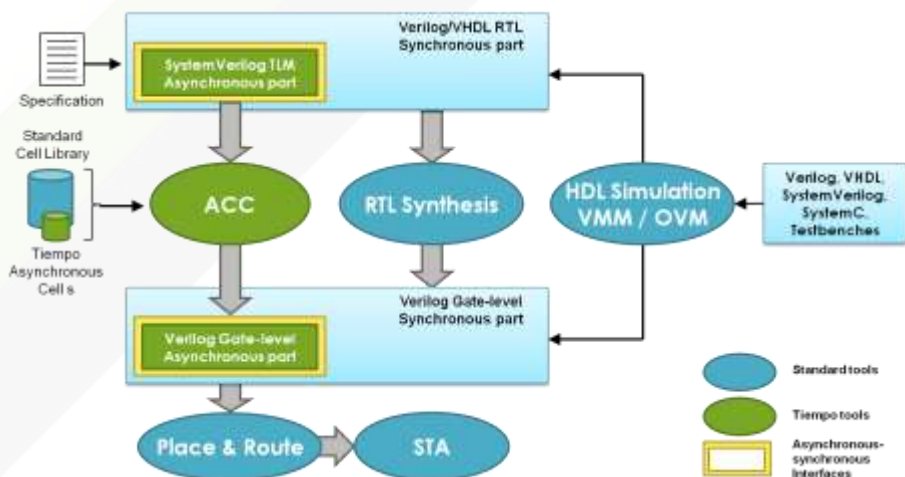 Verilog/VHDL RTL
Synchronous part
SystemVerilog TLM
Asynchronous part
Specification
Standard
Cell Library
ACC
RTL Synthesis
HDL Simulation
VMM / OVM
Verilog, VHDL,
SystemVerilog,
SystemC,
Testbenches
Tiempo
Asynchronous
Cell s
Verilog Gate-level
Synchronous part
Verilog Gate-level
Asynchronous part
Place & Route
STA
Standard tools
Tiempo tools
Asynchronous-
synchronous
Interfaces